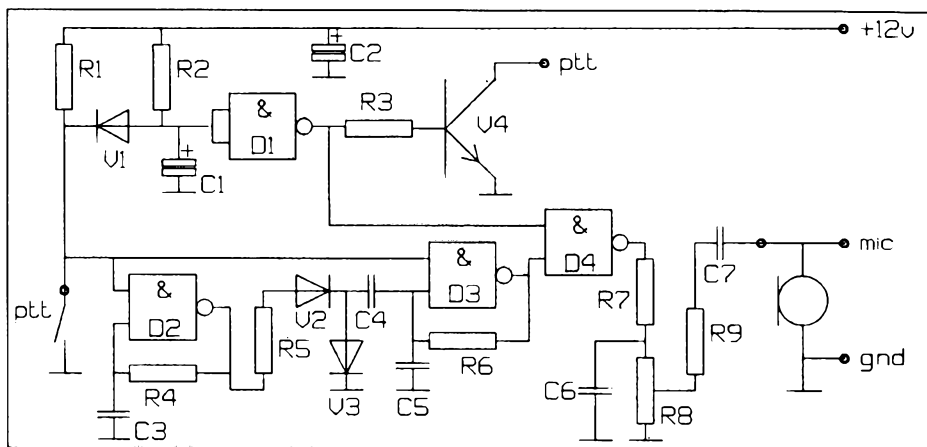 +12v
+
C2
ptt
R1
R2
&
D1
R3
V4
V1
+
C1
&
D4
mic
C7
&
D3
&
D2
ptt
V2
C4
R7
R5
R9
R6
gnd
R4
C6
R8
C3
V3
C5